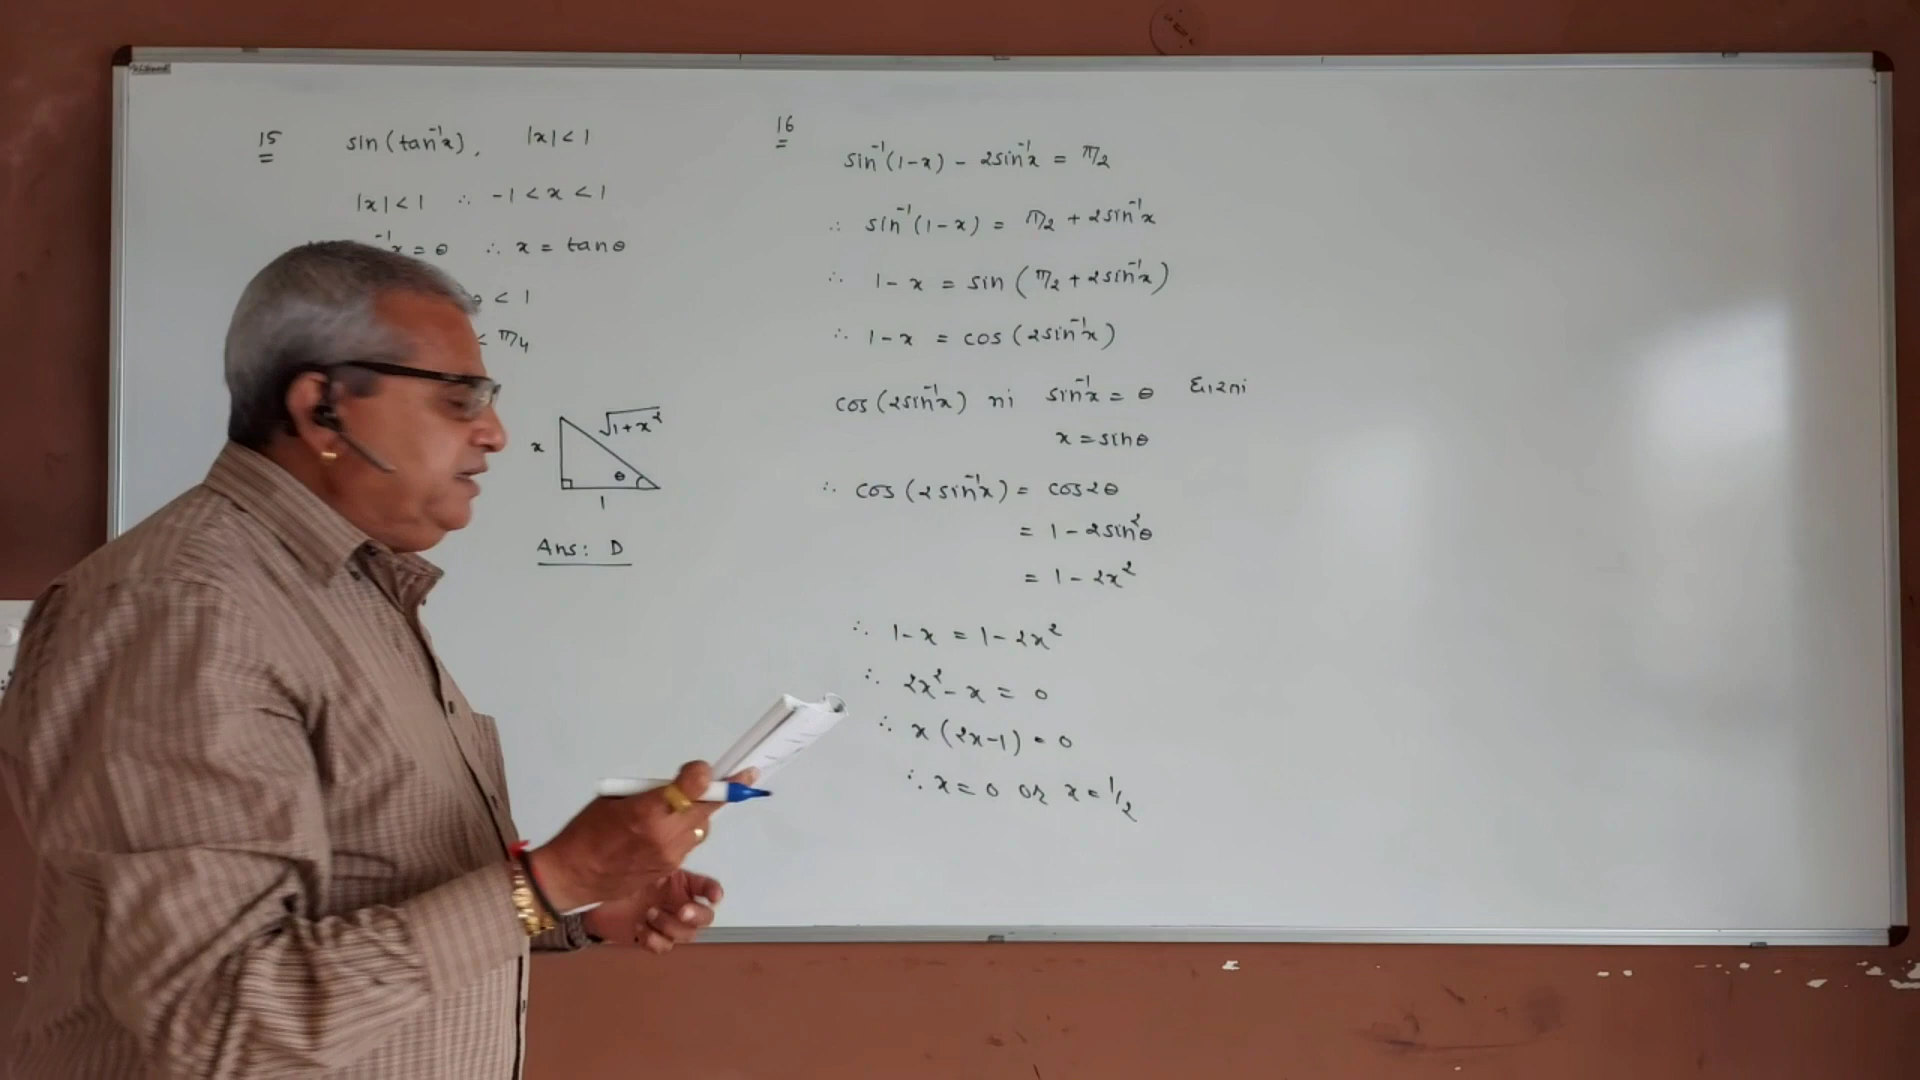 15 sin(tan⁻¹x), |x| < 1
|x| < 1 ∴ -1 < x < 1
⁻¹x = θ ∴ x = tanθ
θ < 1
< π/4
x √1+x²
θ
1
Ans: D
16
sin⁻¹(1-x) - 2sin⁻¹x = π/2
∴ sin⁻¹(1-x) = π/2 + 2sin⁻¹x
∴ 1-x = sin(π/2 + 2sin⁻¹x)
∴ 1-x = cos(2sin⁻¹x)
cos(2sin⁻¹x) ni sin⁻¹x = θ ધારતાં
x = sinθ
∴ cos(2sin⁻¹x) = cos2θ
= 1 - 2sin²θ
= 1 - 2x²
∴ 1-x = 1-2x²
∴ 2x² - x = 0
∴ x(2x-1) = 0
∴ x = 0 or x = 1/2